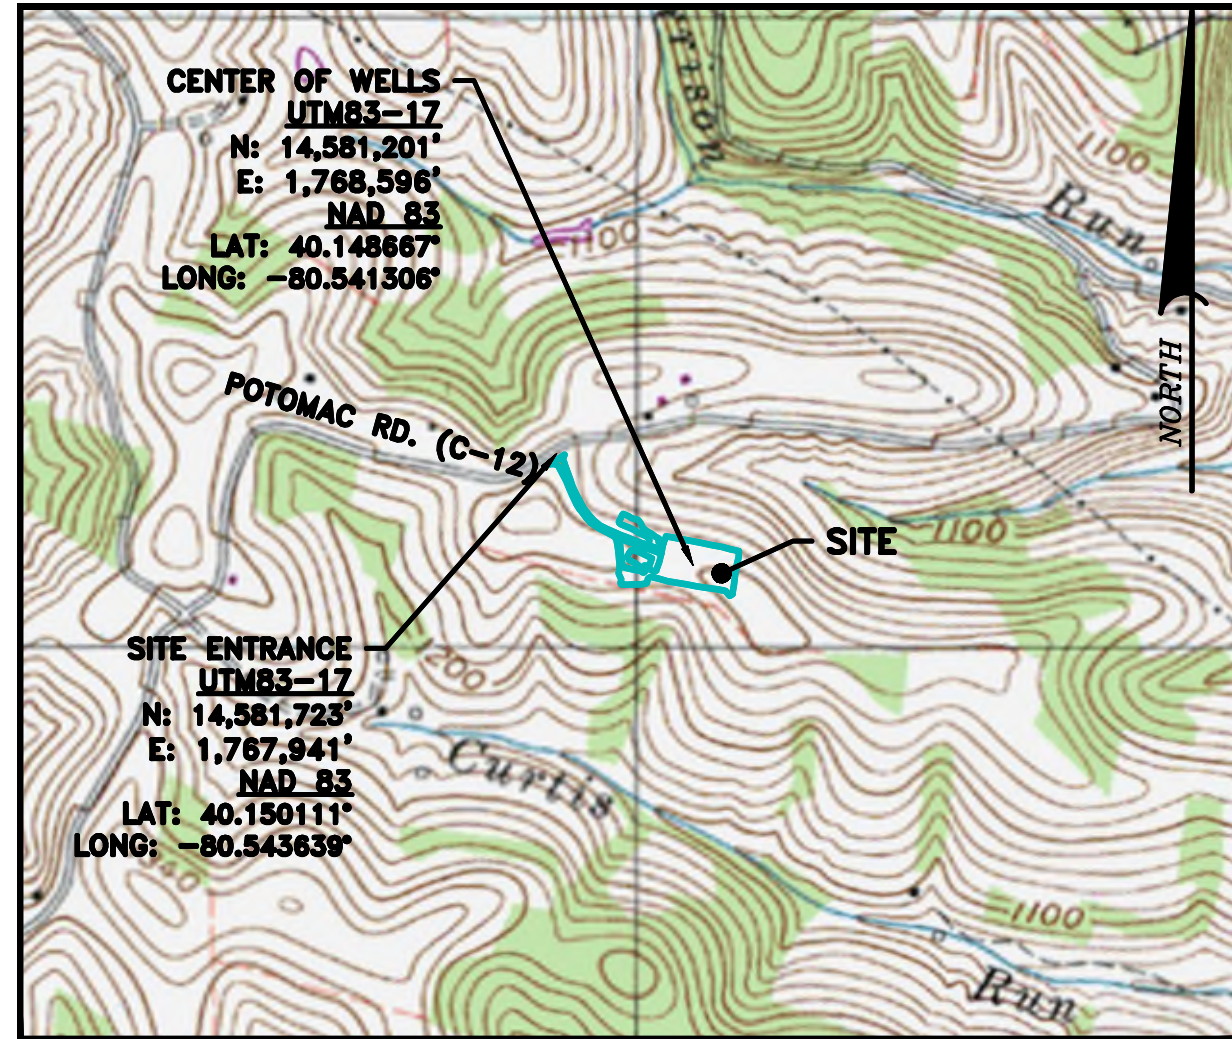 CENTER OF WELLS
UTM83-17
N: 14,581,201'
E: 1,768,596'
NAD 83
LAT: 40.148667°
LONG: -80.541306°
1100
Run
1100
NORTH
POTOMAC RD. (C-12)
1100
SITE
SITE ENTRANCE
UTM83-17
N: 14,581,723'
E: 1,767,941'
NAD 83
LAT: 40.150111°
LONG: -80.543639°
1200
Curtis
1100
Run